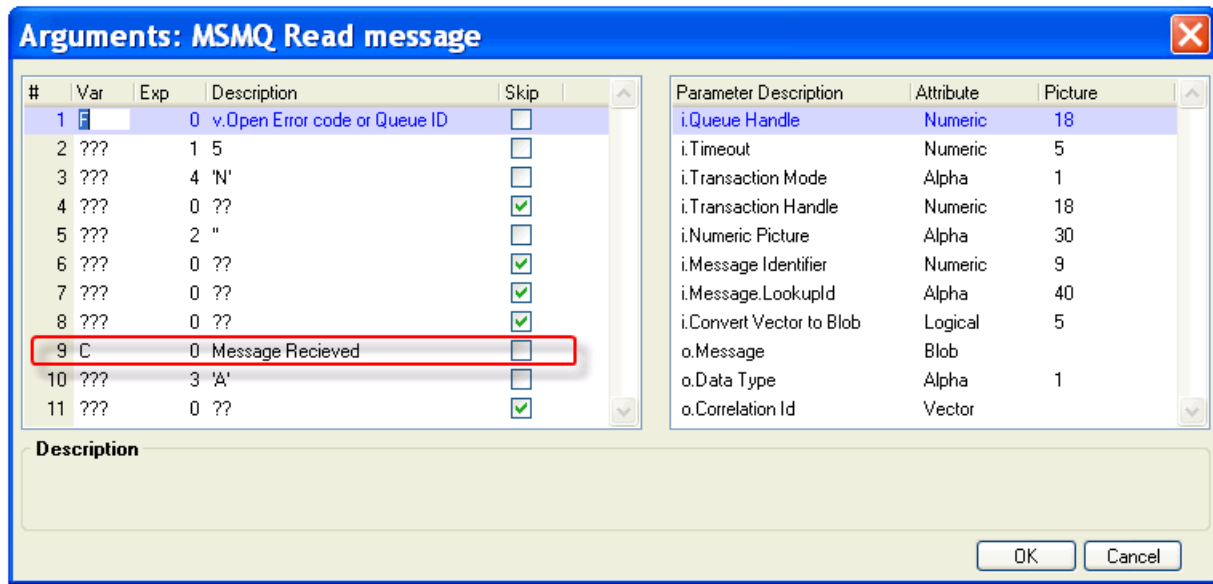 Arguments: MSMQ Read message
# Var Exp Description Skip Parameter Description Attribute Picture
1 F 0 v.Open Error code or Queue ID i.Queue Handle Numeric 18
2 ??? 1 5 i.Timeout Numeric 5
3 ??? 4 'N' i.Transaction Mode Alpha 1
4 ??? 0 ?? i.Transaction Handle Numeric 18
5 ??? 2 '' i.Numeric Picture Alpha 30
6 ??? 0 ?? i.Message Identifier Numeric 9
7 ??? 0 ?? i.Message.LookupId Alpha 40
8 ??? 0 ?? i.Convert Vector to Blob Logical 5
9 C 0 Message Recieved o.Message Blob
10 ??? 3 'A' o.Data Type Alpha 1
11 ??? 0 ?? o.Correlation Id Vector
Description
OK Cancel